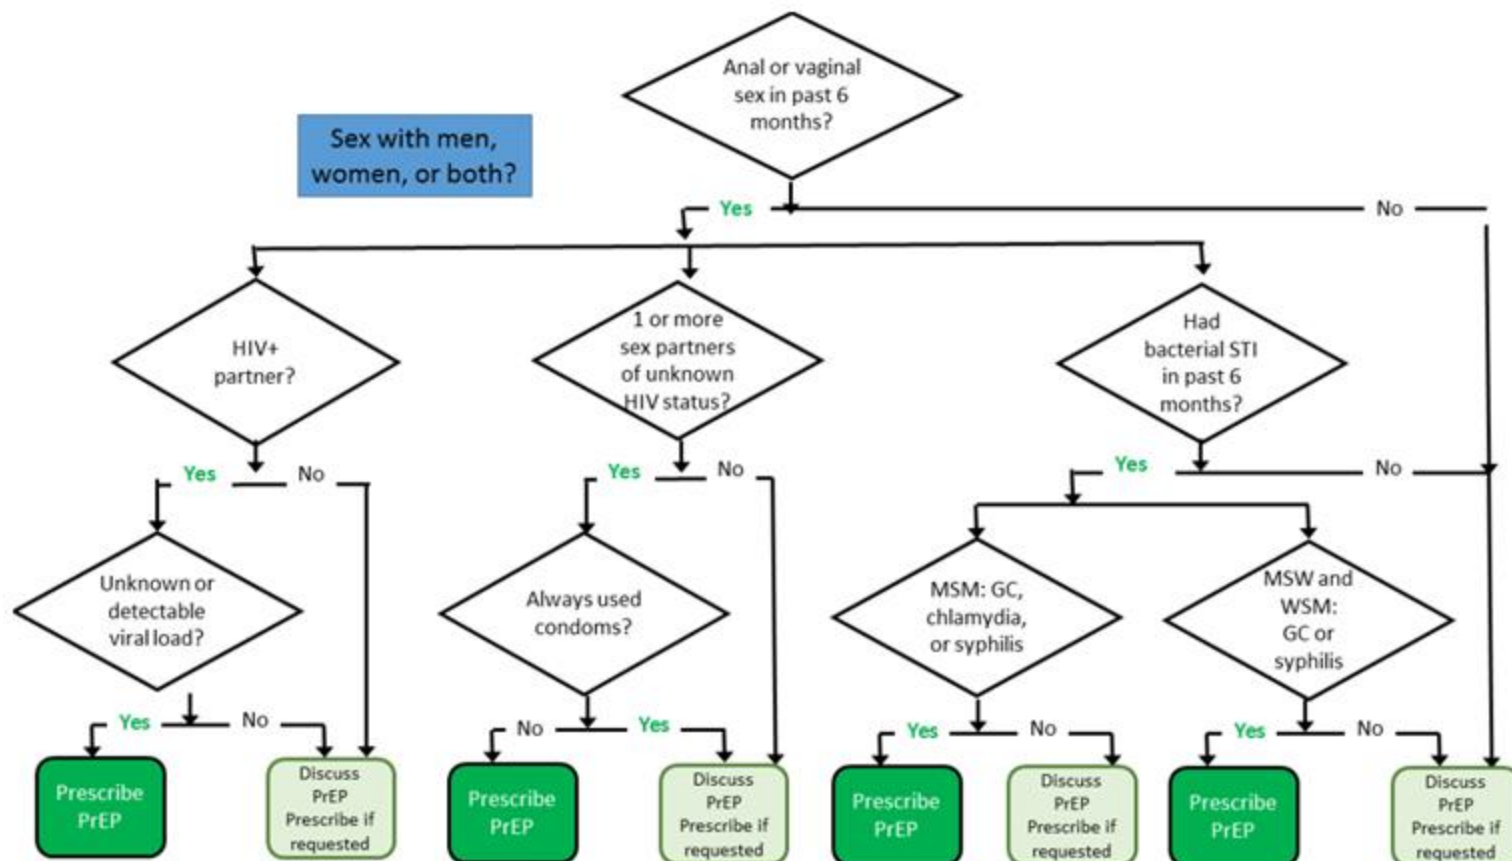 Anal or vaginal
sex in past 6
months?
Sex with men,
women, or both?
Yes
No
HIV+
partner?
1 or more
sex partners
of unknown
HIV status?
Had
bacterial STI
in past 6
months?
Yes
No
Yes
No
Yes
No
Unknown or
detectable
viral load?
Always used
condoms?
MSM: GC,
chlamydia,
or syphilis
MSW and
WSM:
GC or
syphilis
Yes
No
No
Yes
Yes
No
Yes
No
Prescribe
PrEP
Discuss
PrEP
Prescribe if
requested
Prescribe
PrEP
Discuss
PrEP
Prescribe if
requested
Prescribe
PrEP
Discuss
PrEP
Prescribe if
requested
Prescribe
PrEP
Discuss
PrEP
Prescribe if
requested